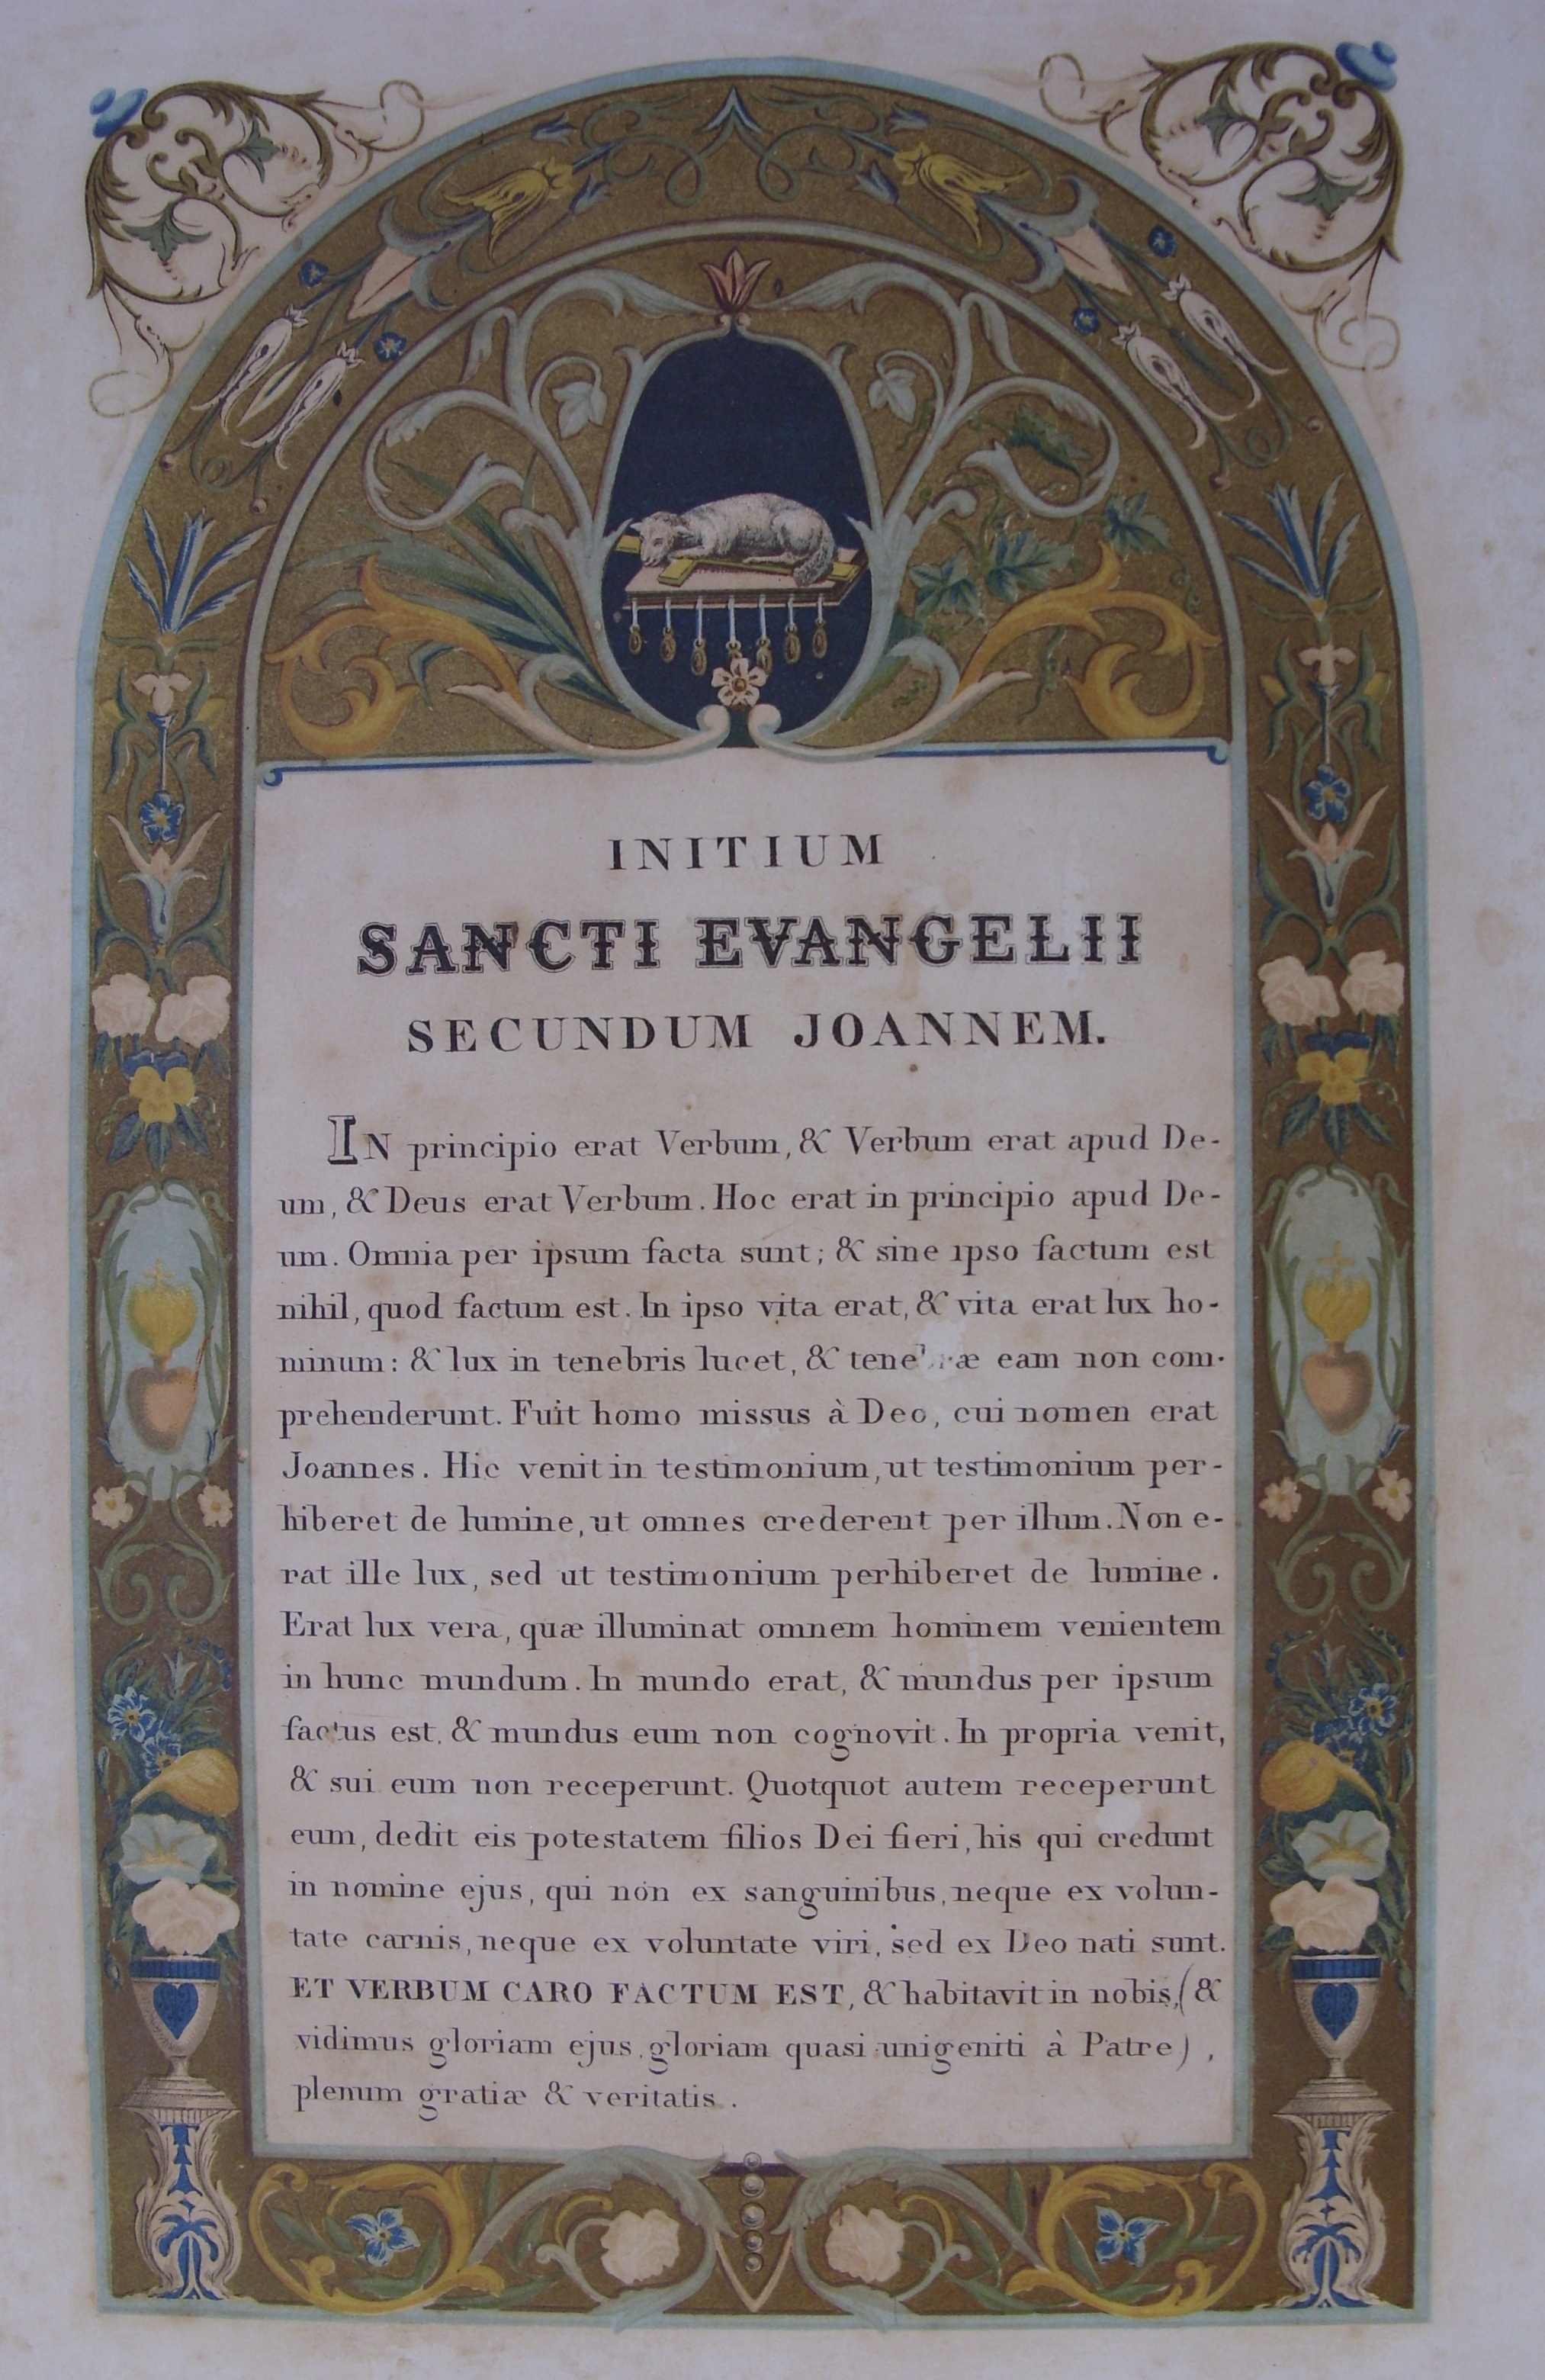 INITIUM
SANCTI EVANGELII
SECUNDUM JOANNEM.
IN principio erat Verbum, & Verbum erat apud De-
um, & Deus erat Verbum. Hoc erat in principio apud De-
um. Omnia per ipsum facta sunt; & sine ipso factum est
nihil, quod factum est. In ipso vita erat, & vita erat lux ho-
minum: & lux in tenebris lucet, & tenebræ eam non com-
prehenderunt. Fuit homo missus à Deo, cui nomen erat
Joannes. Hic venit in testimonium, ut testimonium per-
hiberet de lumine, ut omnes crederent per illum. Non e-
rat ille lux, sed ut testimonium perhiberet de lumine.
Erat lux vera, quæ illuminat omnem hominem venientem
in hunc mundum. In mundo erat, & mundus per ipsum
factus est, & mundus eum non cognovit. In propria venit,
& sui eum non receperunt. Quotquot autem receperunt
eum, dedit eis potestatem filios Dei fieri, his qui credunt
in nomine ejus, qui non ex sanguinibus, neque ex volun-
tate carnis, neque ex voluntate viri, sed ex Deo nati sunt.
ET VERBUM CARO FACTUM EST, & habitavit in nobis, (&
vidimus gloriam ejus, gloriam quasi unigeniti à Patre),
plenum gratiæ & veritatis.